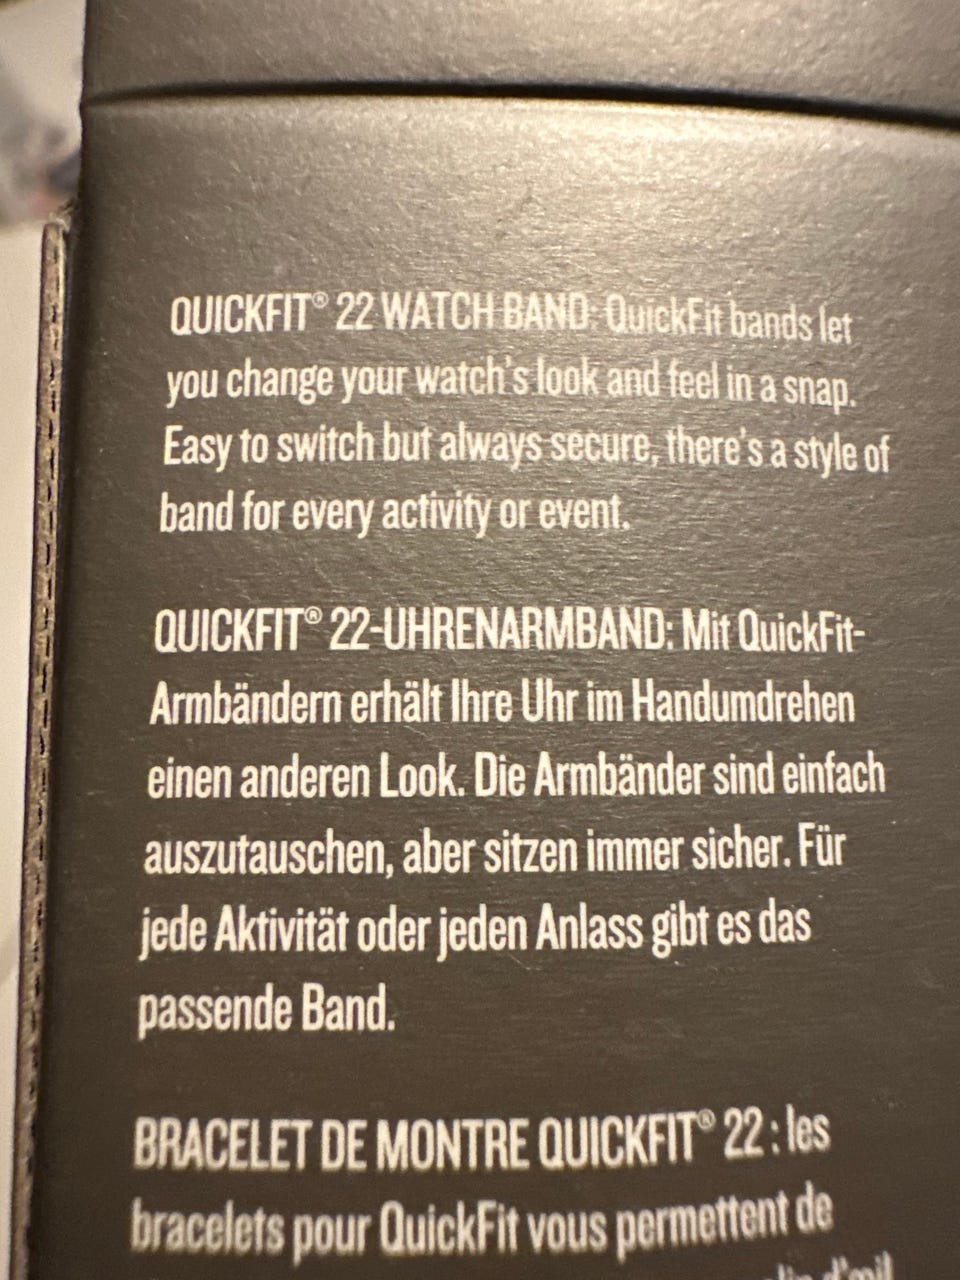 QUICKFIT® 22 WATCH BAND: QuickFit bands let
you change your watch's look and feel in a snap.
Easy to switch but always secure, there's a style of
band for every activity or event.
QUICKFIT® 22-UHRENARMBAND: Mit QuickFit-
Armbändern erhält Ihre Uhr im Handumdrehen
einen anderen Look. Die Armbänder sind einfach
auszutauschen, aber sitzen immer sicher. Für
jede Aktivität oder jeden Anlass gibt es das
passende Band.
BRACELET DE MONTRE QUICKFIT® 22 : les
bracelets pour QuickFit vous permettent de